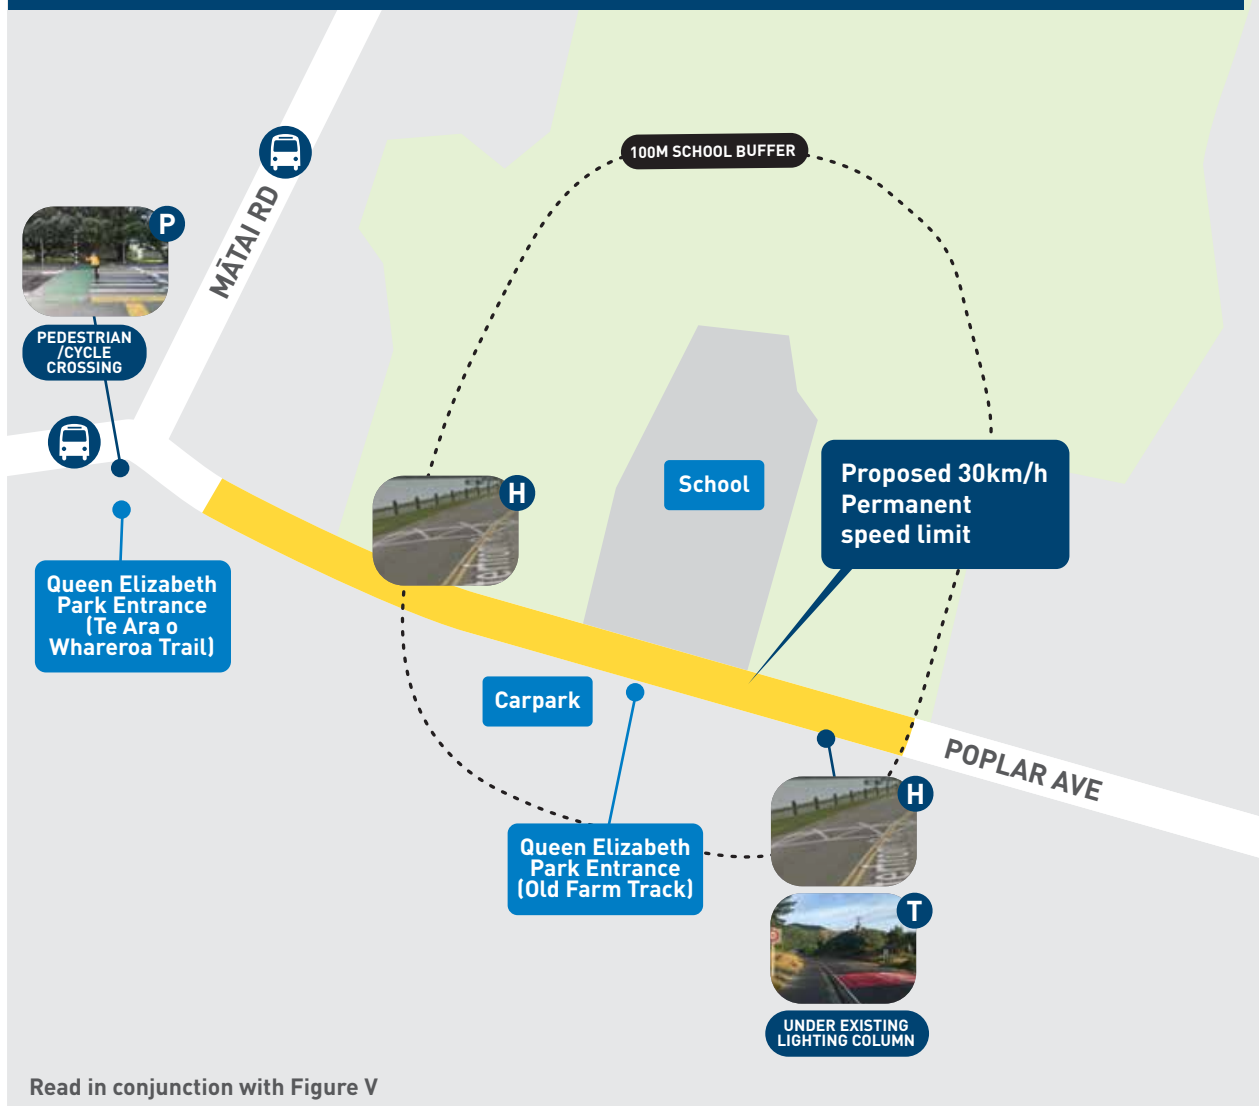 100M SCHOOL BUFFER
MĀTAI RD
P
PEDESTRIAN
/CYCLE
CROSSING
H
School
Proposed 30km/h
Permanent
speed limit
Queen Elizabeth
Park Entrance
(Te Ara o
Whareroa Trail)
Carpark
POPLAR AVE
H
Queen Elizabeth
Park Entrance
(Old Farm Track)
T
UNDER EXISTING
LIGHTING COLUMN
Read in conjunction with Figure V